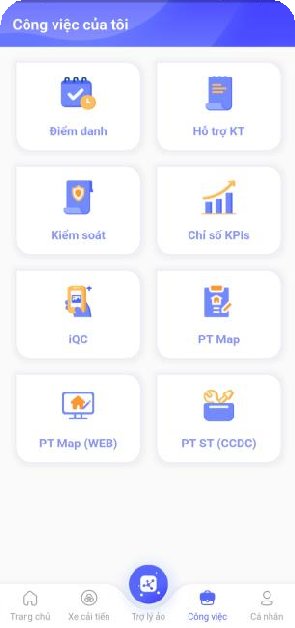 Công việc của tôi
Điểm danh
Hỗ trợ KT
Kiểm soát
Chỉ số KPIs
iQC
PT Map
PT Map (WEB)
PT ST (CCDC)
Trang chủ
Xe cải tiến
Trợ lý ảo
Công việc
Cá nhân